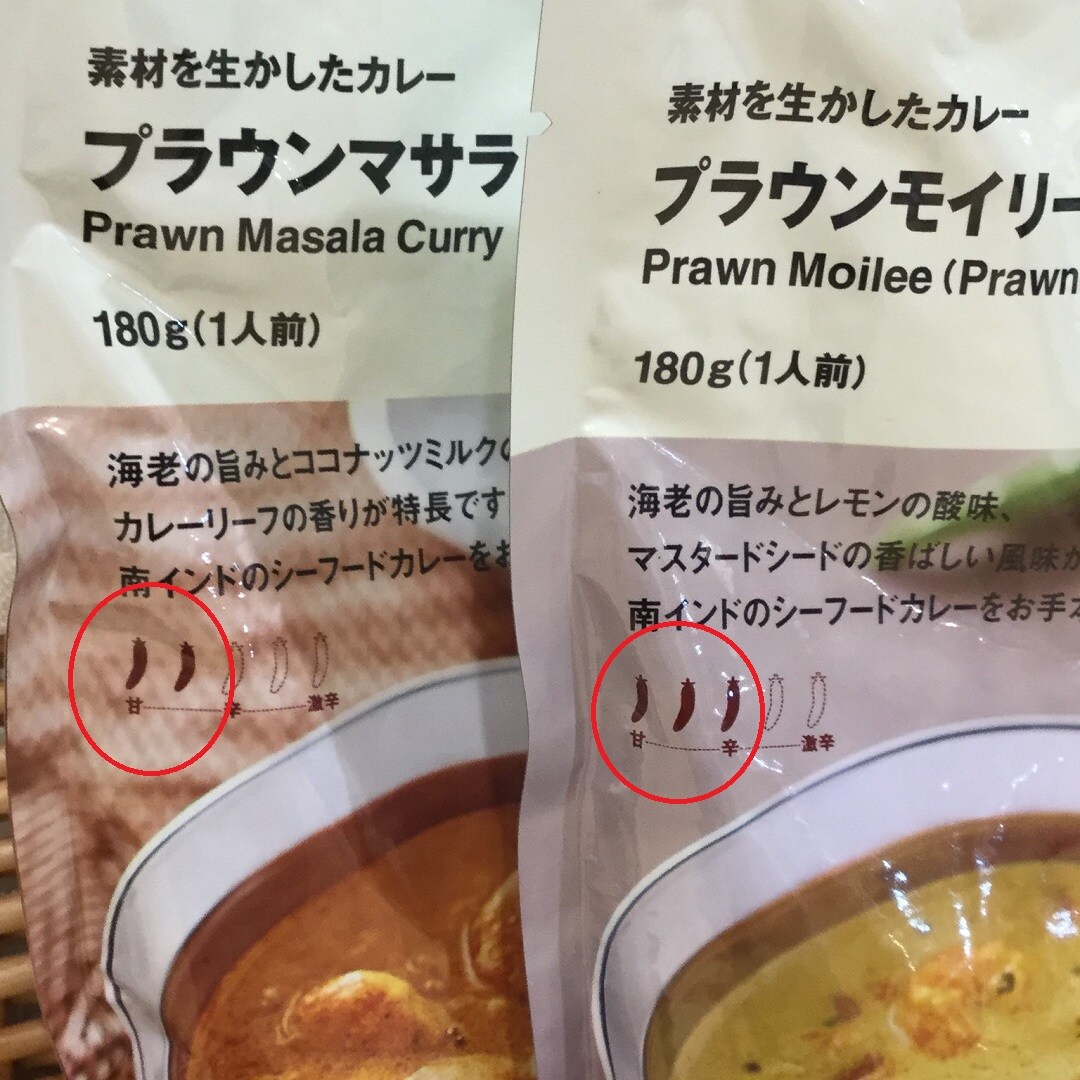 素材を生かしたカレー
プラウンマサラ
Prawn Masala Curry
180g(1人前)
海老の旨みとココナッツミルクの
カレーリーフの香りが特長です
南インドのシーフードカレーをお
甘 辛 激辛
素材を生かしたカレー
プラウンモイリー
Prawn Moilee (Prawn
180g(1人前)
海老の旨みとレモンの酸味、
マスタードシードの香ばしい風味が
南インドのシーフードカレーをお手本
甘 辛 激辛